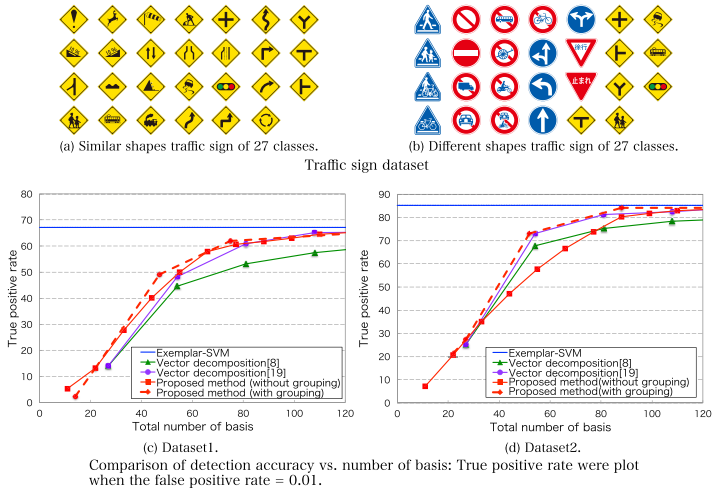 徐行
止まれ
(a) Similar shapes traffic sign of 27 classes.
(b) Different shapes traffic sign of 27 classes.
Traffic sign dataset
80
70
60
50
40
30
20
10
0
True positive rate
Exemplar-SVM
Vector decomposition[8]
Vector decomposition[19]
Proposed method (without grouping)
Proposed method (with grouping)
0 20 40 60 80 100 120
Total number of basis
(c) Dataset1.
90
80
70
60
50
40
30
20
10
0
True positive rate
Exemplar-SVM
Vector decomposition[8]
Vector decomposition[19]
Proposed method(without grouping)
Proposed method(with grouping)
0 20 40 60 80 100 120
Total number of basis
(d) Dataset2.
Comparison of detection accuracy vs. number of basis: True positive rate were plot
when the false positive rate = 0.01.